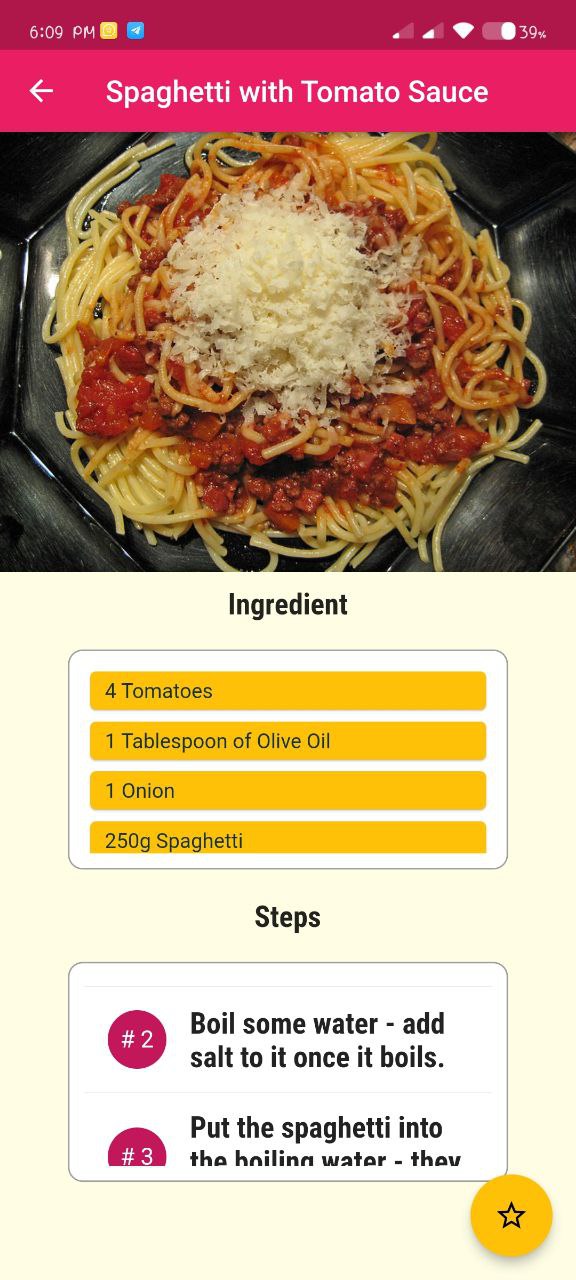 6:09 PM
39%
Spaghetti with Tomato Sauce
Ingredient
4 Tomatoes
1 Tablespoon of Olive Oil
1 Onion
250g Spaghetti
Steps
# 2
Boil some water - add
salt to it once it boils.
# 3
Put the spaghetti into
the boiling water - they